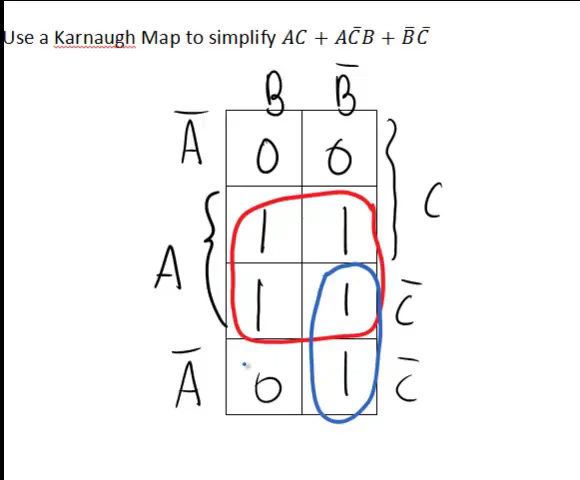 Use a Karnaugh Map to simplify AC + AC̄B + B̄C̄
B B̄
Ā 0 0
C
1 1
A
1 1 C̄
Ā 0 1 C̄